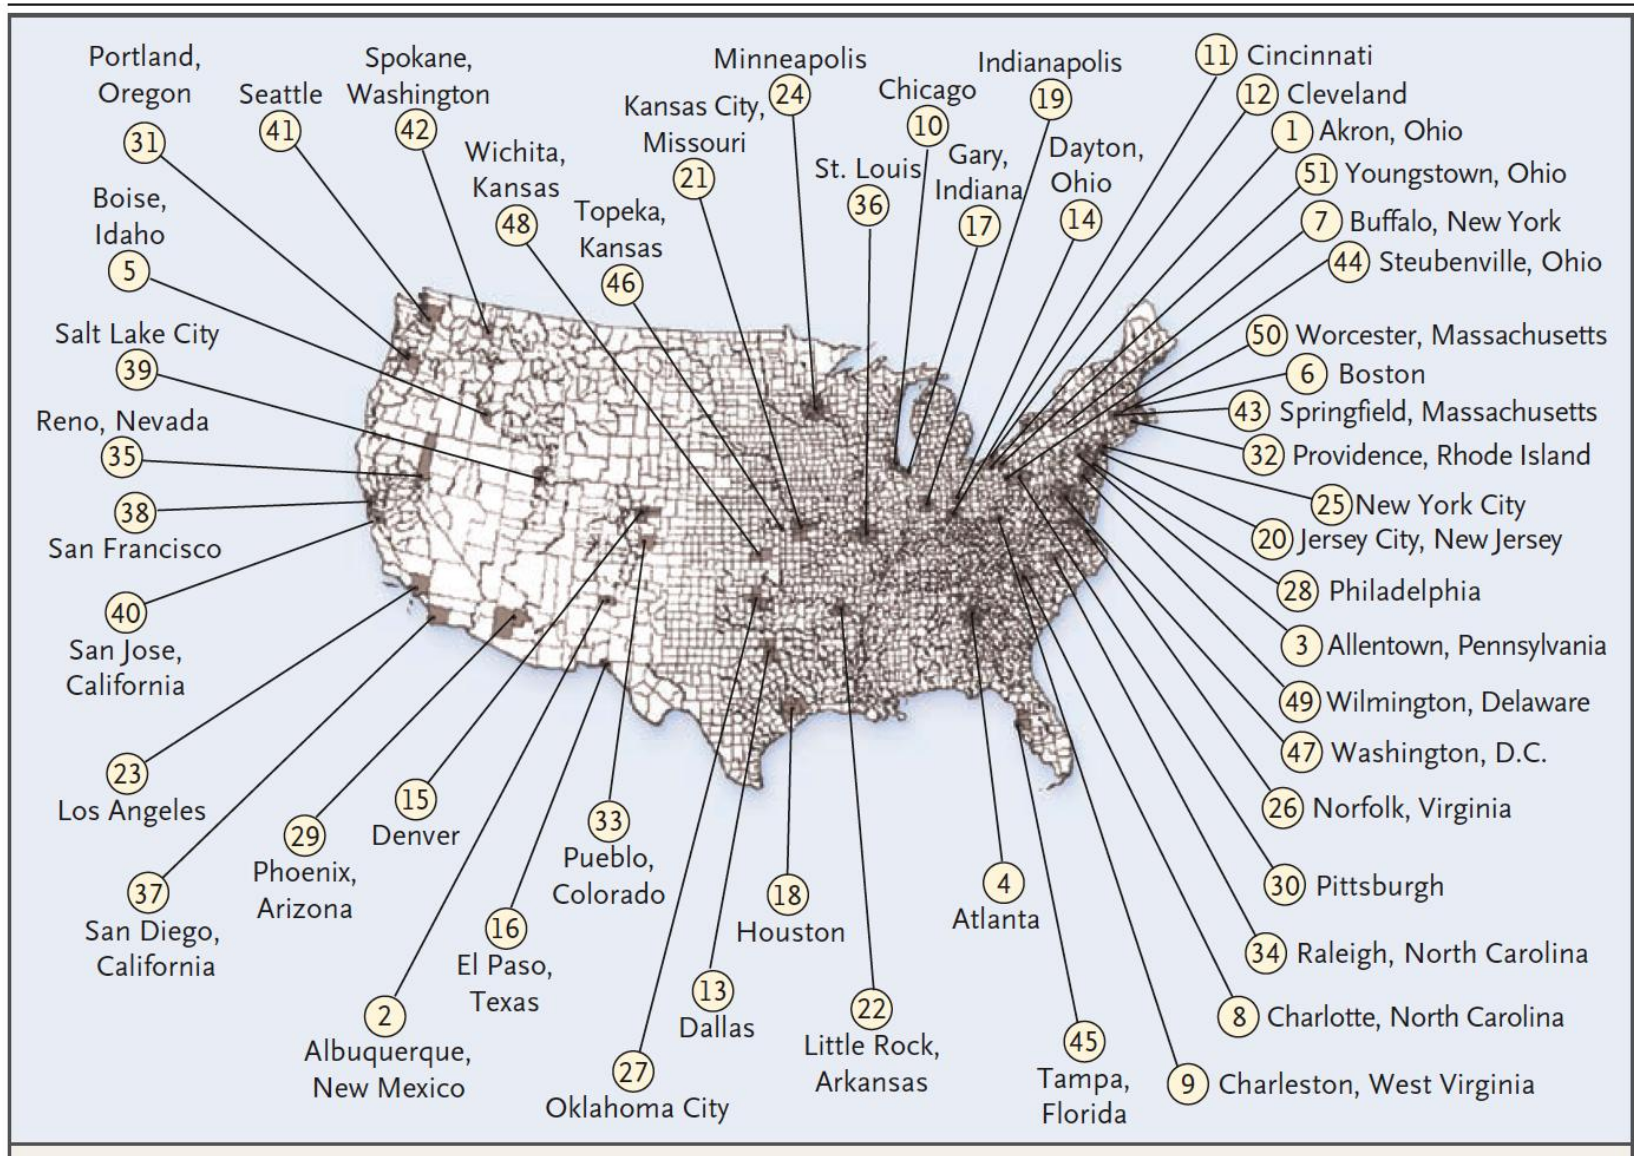 Portland,
Oregon
31
Seattle
41
Spokane,
Washington
42
Minneapolis
24
Kansas City,
Missouri
21
Chicago
10
Indianapolis
19
11 Cincinnati
12 Cleveland
1 Akron, Ohio
51 Youngstown, Ohio
7 Buffalo, New York
44 Steubenville, Ohio
Wichita,
Kansas
48
St. Louis
36
Gary,
Indiana
17
Dayton,
Ohio
14
Boise,
Idaho
5
Topeka,
Kansas
46
Salt Lake City
39
Reno, Nevada
35
38
San Francisco
40
San Jose,
California
50 Worcester, Massachusetts
6 Boston
43 Springfield, Massachusetts
32 Providence, Rhode Island
25 New York City
20 Jersey City, New Jersey
28 Philadelphia
3 Allentown, Pennsylvania
49 Wilmington, Delaware
47 Washington, D.C.
26 Norfolk, Virginia
30 Pittsburgh
34 Raleigh, North Carolina
8 Charlotte, North Carolina
9 Charleston, West Virginia
23
Los Angeles
37
San Diego,
California
29
Phoenix,
Arizona
15
Denver
2
Albuquerque,
New Mexico
16
El Paso,
Texas
33
Pueblo,
Colorado
27
Oklahoma City
13
Dallas
18
Houston
22
Little Rock,
Arkansas
4
Atlanta
45
Tampa,
Florida